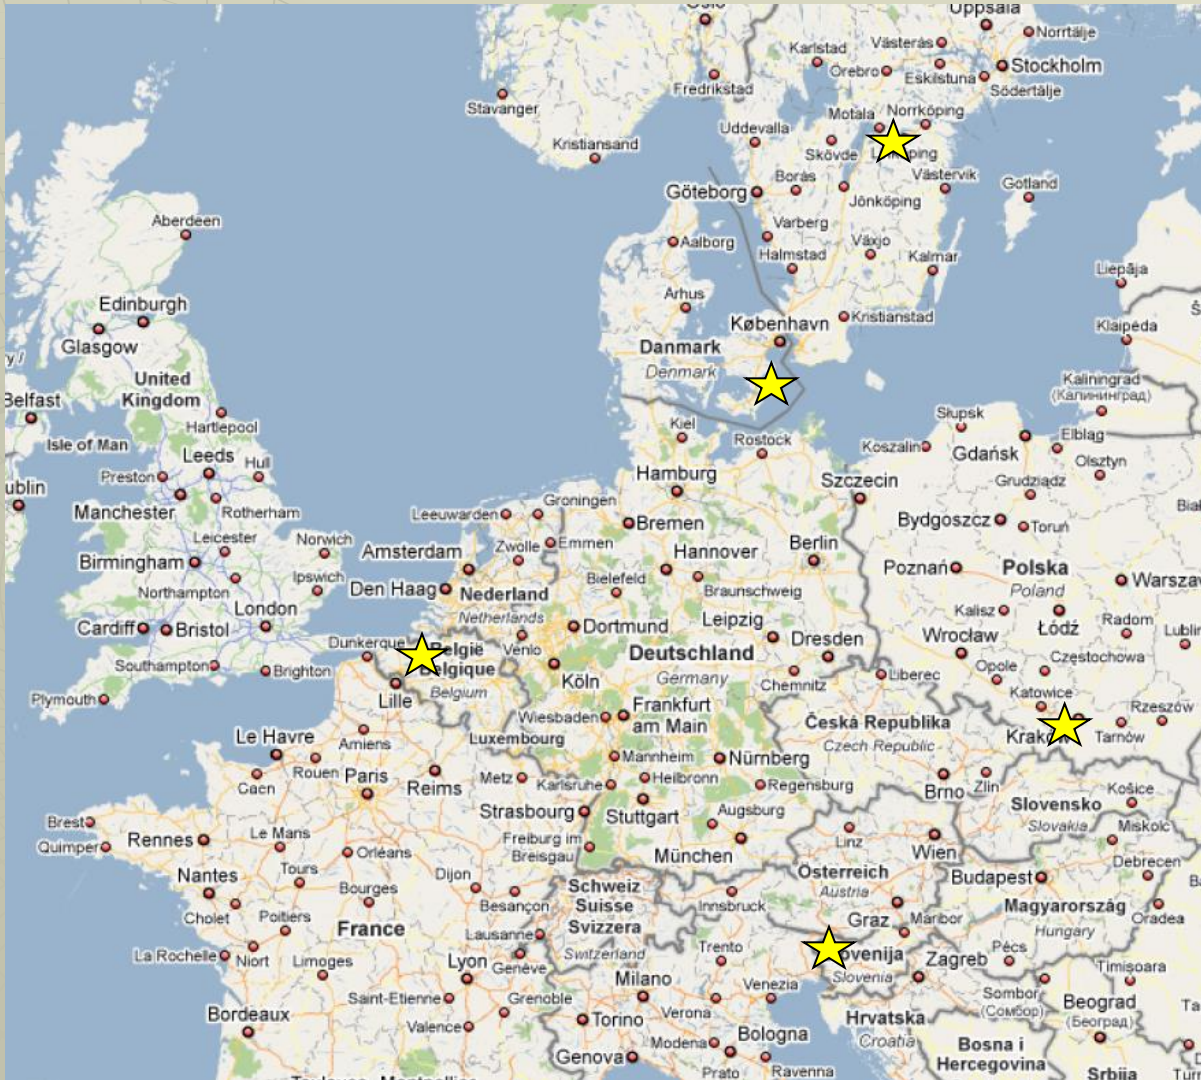 Oslo
Uppsala
Norrtälje
Karlstad
Västerås
Stockholm
Örebro
Eskilstuna
Södertälje
Fredrikstad
Stavanger
Motala
Norrköping
Uddevalla
Kristiansand
Skövde
Västervik
Borås
Göteborg
Jönköping
Gotland
Aberdeen
Varberg
Aalborg
Växjo
Halmstad
Kalmar
Liepāja
Arhus
Edinburgh
København
Kristianstad
Klaipėda
Glasgow
Danmark
Denmark
United
Kingdom
Kaliningrad
(Калининград)
Belfast
Hartlepool
Isle of Man
Kiel
Rostock
Słupsk
Koszalin
Gdańsk
Elbląg
Leeds
Hull
Preston
Hamburg
Szczecin
Olsztyn
Grudziądz
ublin
Manchester
Rotherham
Leeuwarden
Groningen
Bremen
Bydgoszcz
Toruń
Leicester
Norwich
Amsterdam
Zwolle
Emmen
Hannover
Berlin
Birmingham
Ipswich
Den Haag
Nederland
Netherlands
Bielefeld
Braunschweig
Poznań
Polska
Poland
Warszaw
Northampton
London
Kalisz
Łódź
Radom
Cardiff
Bristol
Dortmund
Leipzig
Dresden
Wrocław
Lublin
Dunkerque
België
Belgique
Belgium
Venlo
Deutschland
Germany
Częstochowa
Southampton
Brighton
Opole
Plymouth
Lille
Köln
Chemnitz
Liberec
Katowice
Wiesbaden
Frankfurt
am Main
Česká Republika
Czech Republic
Rzeszów
Kraków
Tarnów
Le Havre
Amiens
Luxembourg
Rouen
Paris
Reims
Metz
Mannheim
Nürnberg
Karlsruhe
Heilbronn
Regensburg
Caen
Brno
Zlin
Košice
Slovensko
Slovakia
Strasbourg
Stuttgart
Augsburg
Brest
Rennes
Le Mans
Miskolc
Quimper
Orléans
Freiburg im
Breisgau
München
Linz
Wien
Debrecen
Nantes
Tours
Bourges
Dijon
Besançon
Schweiz
Suisse
Svizzera
Switzerland
Innsbruck
Österreich
Austria
Budapest
Magyarország
Hungary
Oradea
Cholet
Poitiers
France
Lausanne
Graz
Maribor
La Rochelle
Niort
Limoges
Lyon
Genève
Trento
ovenija
Slovenia
Zagreb
Pécs
Timișoara
Saint-Etienne
Grenoble
Milano
Venezia
Sombor
(Сомбор)
Beograd
(Београд)
Bordeaux
Valence
Torino
Verona
Hrvatska
Croatia
Genova
Modena
Bologna
Bosna i
Hercegovina
Prato
Ravenna
Srbija